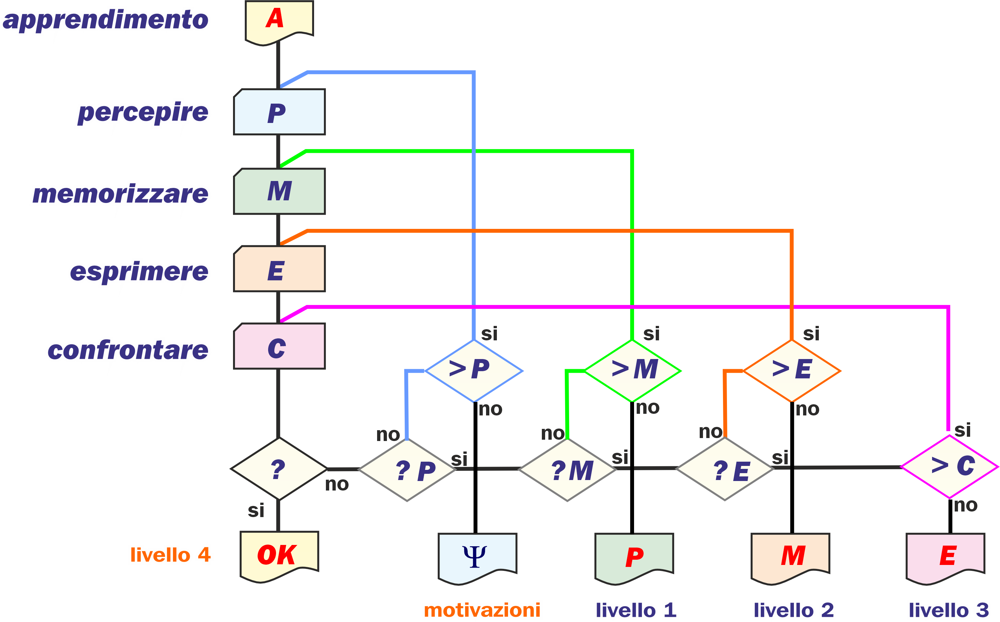 apprendimento
A
percepire
P
memorizzare
M
esprimere
E
confrontare
C
si
si
si
> P
> M
> E
no
no
no
no
no
no
si
?
? P
si
? M
si
? E
si
> C
no
no
si
livello 4
OK
Ψ
P
M
E
motivazioni
livello 1
livello 2
livello 3